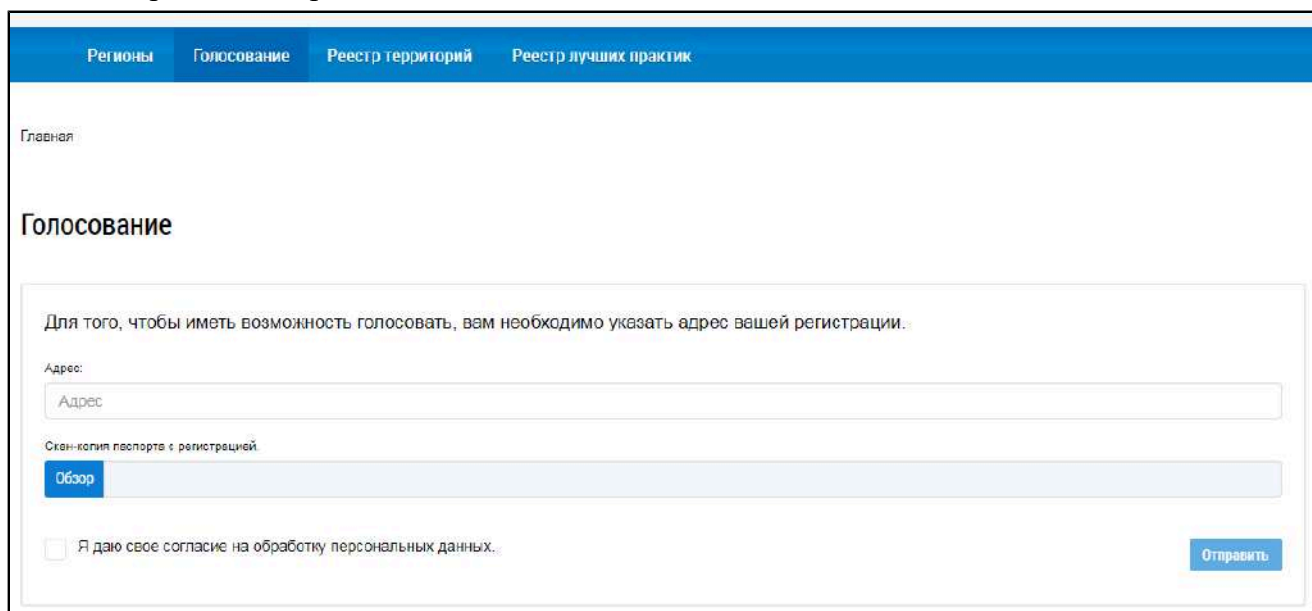 Регионы Голосование Реестр территорий Реестр лучших практик
Главная
Голосование
Для того, чтобы иметь возможность голосовать, вам необходимо указать адрес вашей регистрации.
Адрес:
Адрес
Скан-копия паспорта с регистрацией.
Обзор
Я даю свое согласие на обработку персональных данных.
Отправить